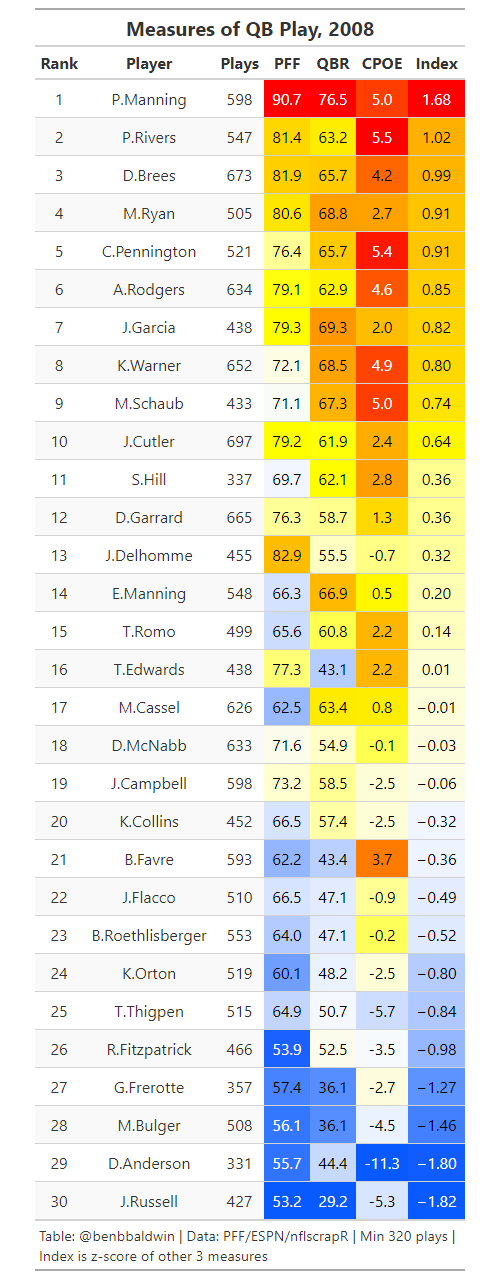 Measures of QB Play, 2008
Rank Player Plays PFF QBR CPOE Index
1 P.Manning 598 90.7 76.5 5.0 1.68
2 P.Rivers 547 81.4 63.2 5.5 1.02
3 D.Brees 673 81.9 65.7 4.2 0.99
4 M.Ryan 505 80.6 68.8 2.7 0.91
5 C.Pennington 521 76.4 65.7 5.4 0.91
6 A.Rodgers 634 79.1 62.9 4.6 0.85
7 J.Garcia 438 79.3 69.3 2.0 0.82
8 K.Warner 652 72.1 68.5 4.9 0.80
9 M.Schaub 433 71.1 67.3 5.0 0.74
10 J.Cutler 697 79.2 61.9 2.4 0.64
11 S.Hill 337 69.7 62.1 2.8 0.36
12 D.Garrard 665 76.3 58.7 1.3 0.36
13 J.Delhomme 455 82.9 55.5 -0.7 0.32
14 E.Manning 548 66.3 66.9 0.5 0.20
15 T.Romo 499 65.6 60.8 2.2 0.14
16 T.Edwards 438 77.3 43.1 2.2 0.01
17 M.Cassel 626 62.5 63.4 0.8 −0.01
18 D.McNabb 633 71.6 54.9 -0.1 −0.03
19 J.Campbell 598 73.2 58.5 -2.5 −0.06
20 K.Collins 452 66.5 57.4 -2.5 −0.32
21 B.Favre 593 62.2 43.4 3.7 −0.36
22 J.Flacco 510 66.5 47.1 -0.9 −0.49
23 B.Roethlisberger 553 64.0 47.1 -0.2 −0.52
24 K.Orton 519 60.1 48.2 -2.5 −0.80
25 T.Thigpen 515 64.9 50.7 -5.7 −0.84
26 R.Fitzpatrick 466 53.9 52.5 -3.5 −0.98
27 G.Frerotte 357 57.4 36.1 -2.7 −1.27
28 M.Bulger 508 56.1 36.1 -4.5 −1.46
29 D.Anderson 331 55.7 44.4 -11.3 −1.80
30 J.Russell 427 53.2 29.2 -5.3 −1.82
Table: @benbbaldwin | Data: PFF/ESPN/nflscrapR | Min 320 plays |
Index is z-score of other 3 measures